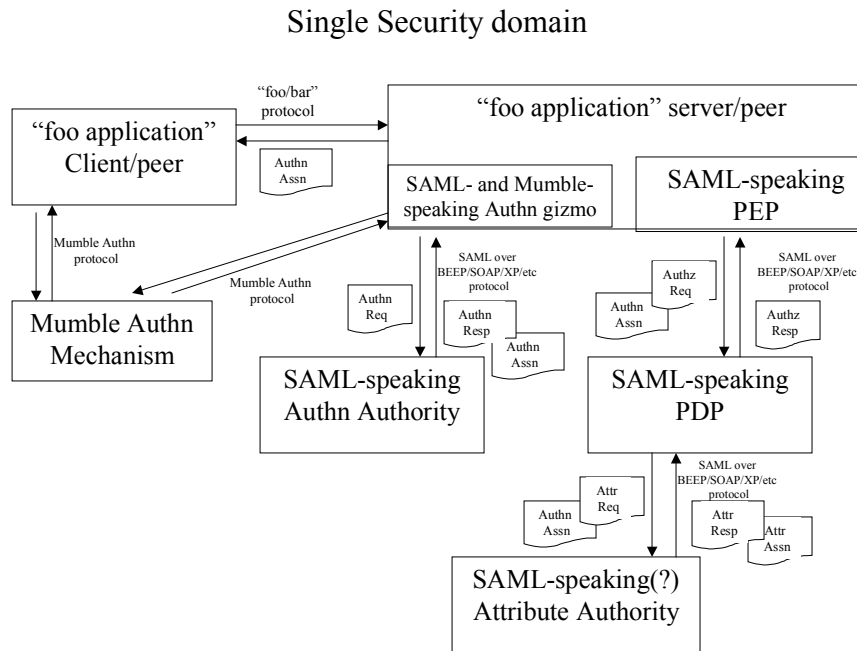 Single Security domain
“foo/bar”
protocol
“foo application”
Client/peer
“foo application” server/peer
Authn
Assn
SAML- and Mumble-
speaking Authn gizmo
SAML-speaking
PEP
Mumble Authn
protocol
Mumble Authn
protocol
SAML over
BEEP/SOAP/XP/etc
protocol
SAML over
BEEP/SOAP/XP/etc
protocol
Authn
Req
Authn
Resp
Authn
Assn
Authn
Assn
Authz
Req
Authz
Resp
Mumble Authn
Mechanism
SAML-speaking
Authn Authority
SAML-speaking
PDP
SAML over
BEEP/SOAP/XP/etc
protocol
Authn
Assn
Attr
Req
Attr
Resp
Attr
Assn
SAML-speaking(?)
Attribute Authority